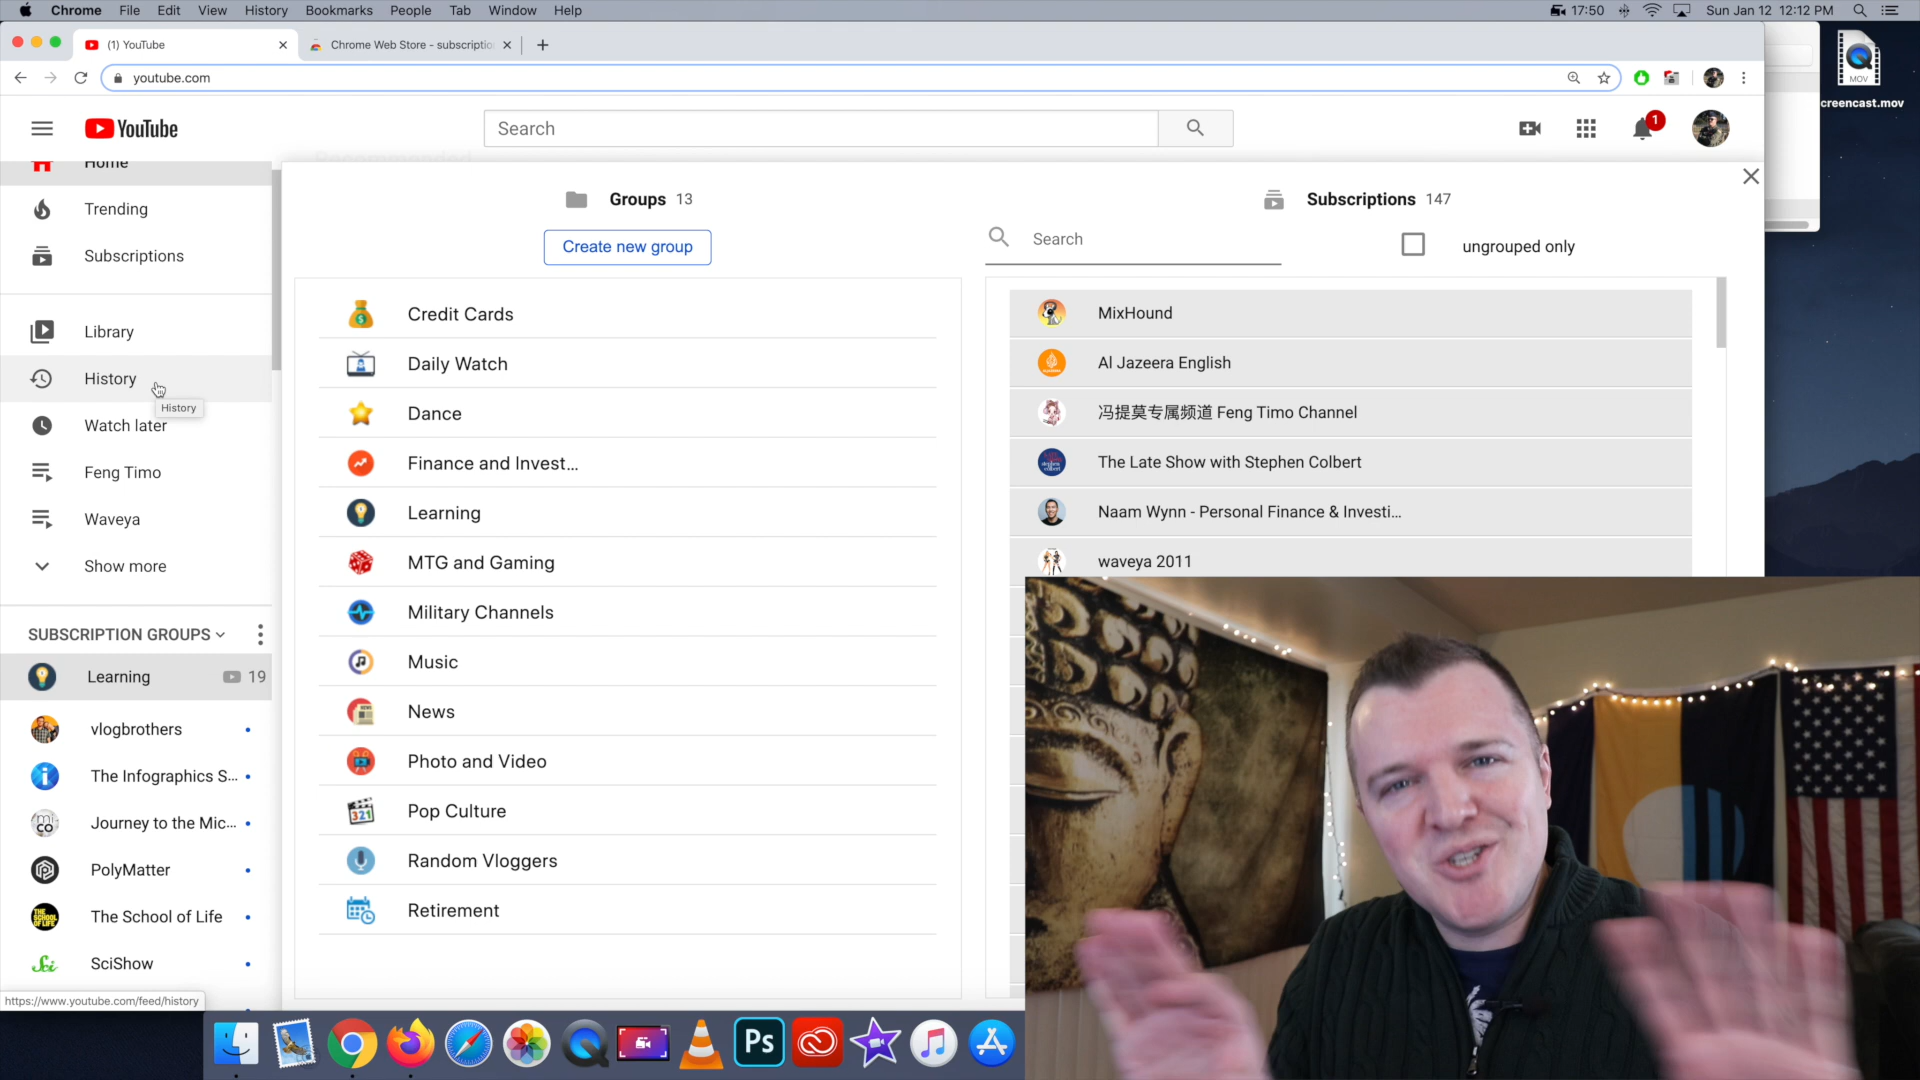 Chrome File Edit View History Bookmarks People Tab Window Help 17:50 Sun Jan 12 12:12 PM
(1) YouTube Chrome Web Store - subscriptio
youtube.com
MOV
creencast.mov
YouTube
Search
1
Home
Trending
Subscriptions
Library
History
History
Watch later
Feng Timo
Waveya
Show more
SUBSCRIPTION GROUPS
Learning 19
vlogbrothers
The Infographics S...
Journey to the Mic...
PolyMatter
The School of Life
SciShow
https://www.youtube.com/feed/history
Groups 13
Create new group
Credit Cards
Daily Watch
Dance
Finance and Invest...
Learning
MTG and Gaming
Military Channels
Music
News
Photo and Video
Pop Culture
Random Vloggers
Retirement
Subscriptions 147
Search
ungrouped only
MixHound
Al Jazeera English
冯提莫专属频道 Feng Timo Channel
The Late Show with Stephen Colbert
Naam Wynn - Personal Finance & Investi...
waveya 2011
Ps